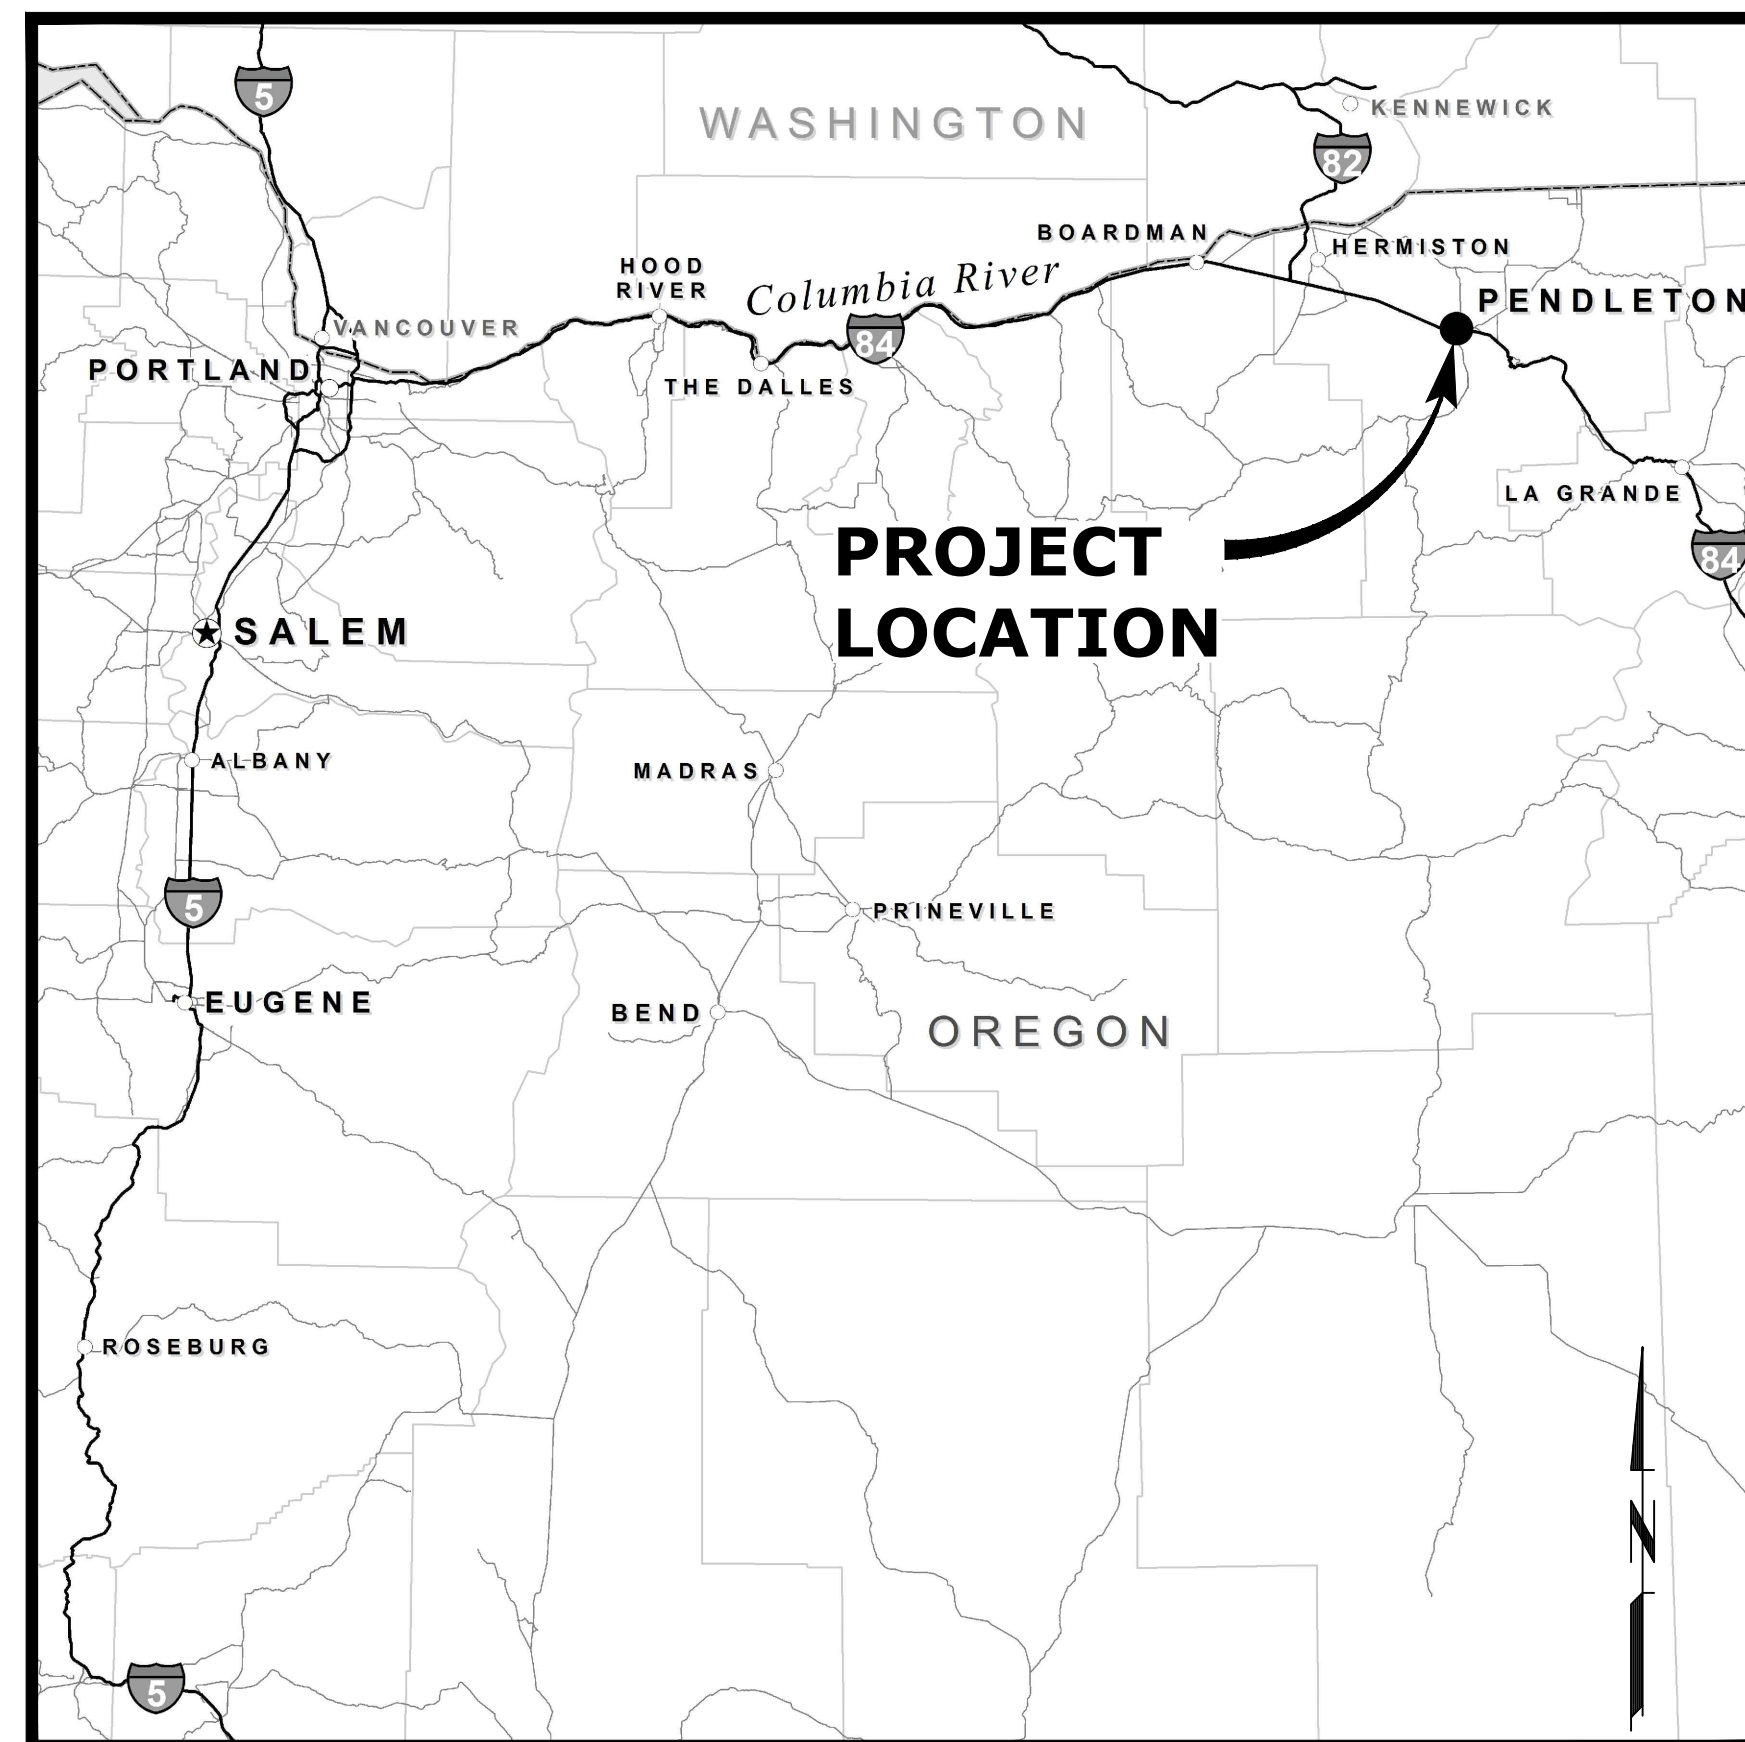 5
WASHINGTON
KENNEWICK
82
BOARDMAN
HERMISTON
HOOD
RIVER
Columbia River
PENDLETON
VANCOUVER
84
PORTLAND
THE DALLES
LA GRANDE
PROJECT
LOCATION
84
SALEM
ALBANY
MADRAS
5
PRINEVILLE
EUGENE
BEND
OREGON
ROSEBURG
N
5